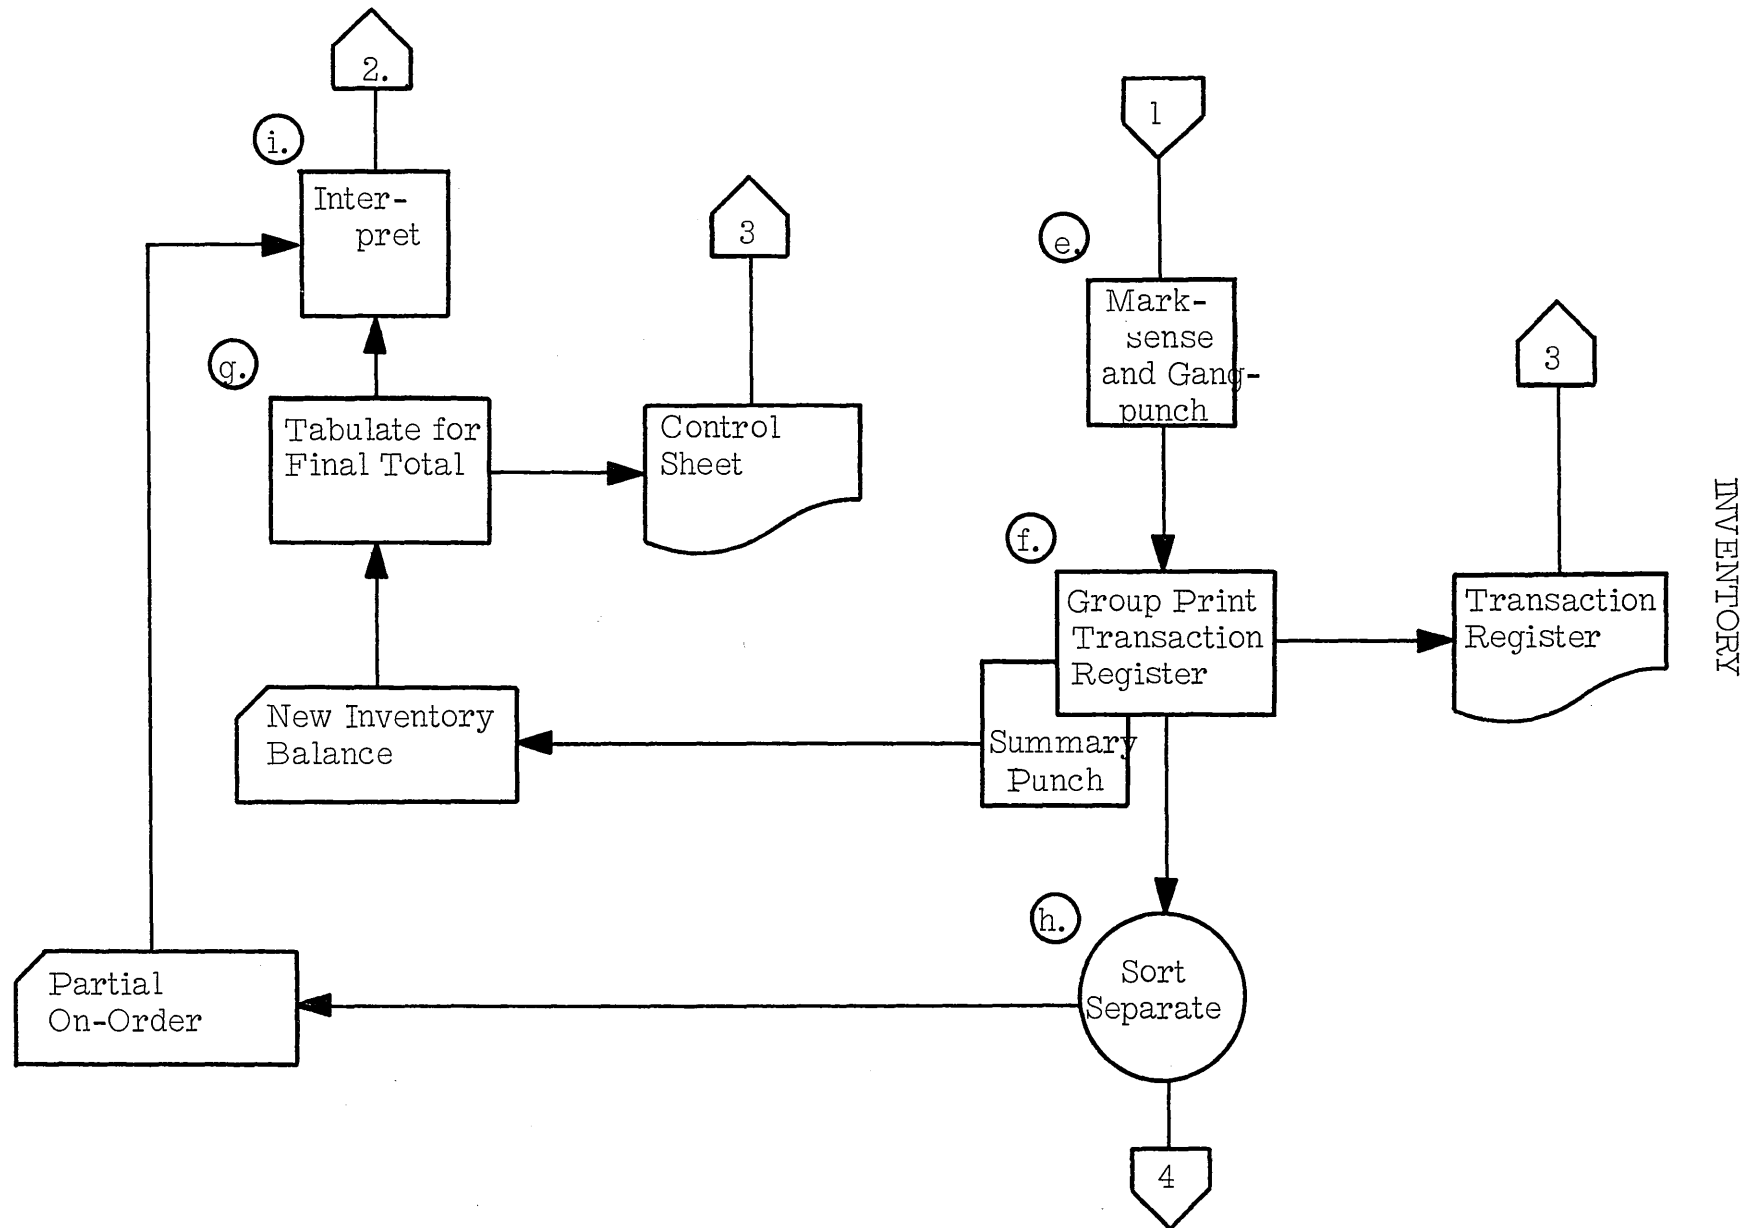 2.
i.
Inter-
pret
3
1
e.
Mark-
sense
and Gang-
punch
g.
Tabulate for
Final Total
Control
Sheet
3
f.
Group Print
Transaction
Register
Transaction
Register
INVENTORY
New Inventory
Balance
Summary
Punch
h.
Sort
Separate
Partial
On-Order
4